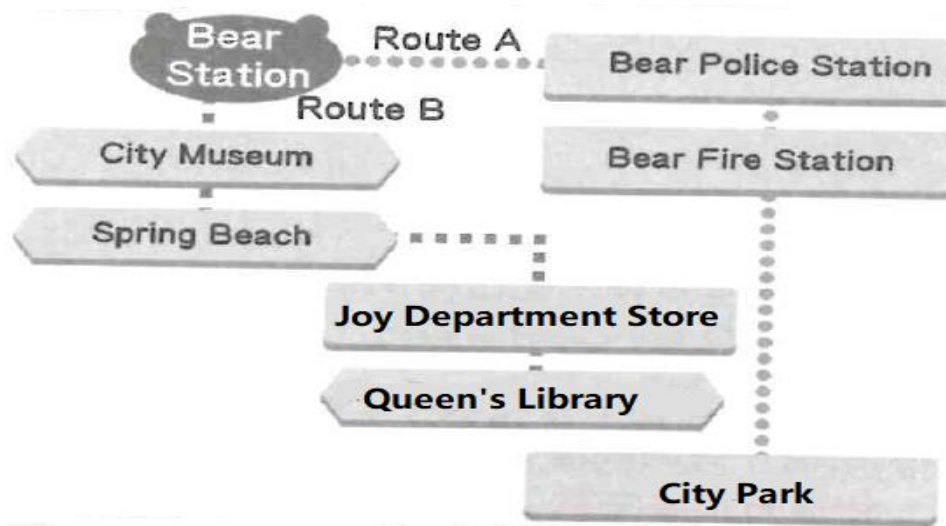 Bear
Station
Route A
Bear Police Station
Route B
City Museum
Bear Fire Station
Spring Beach
Joy Department Store
Queen's Library
City Park